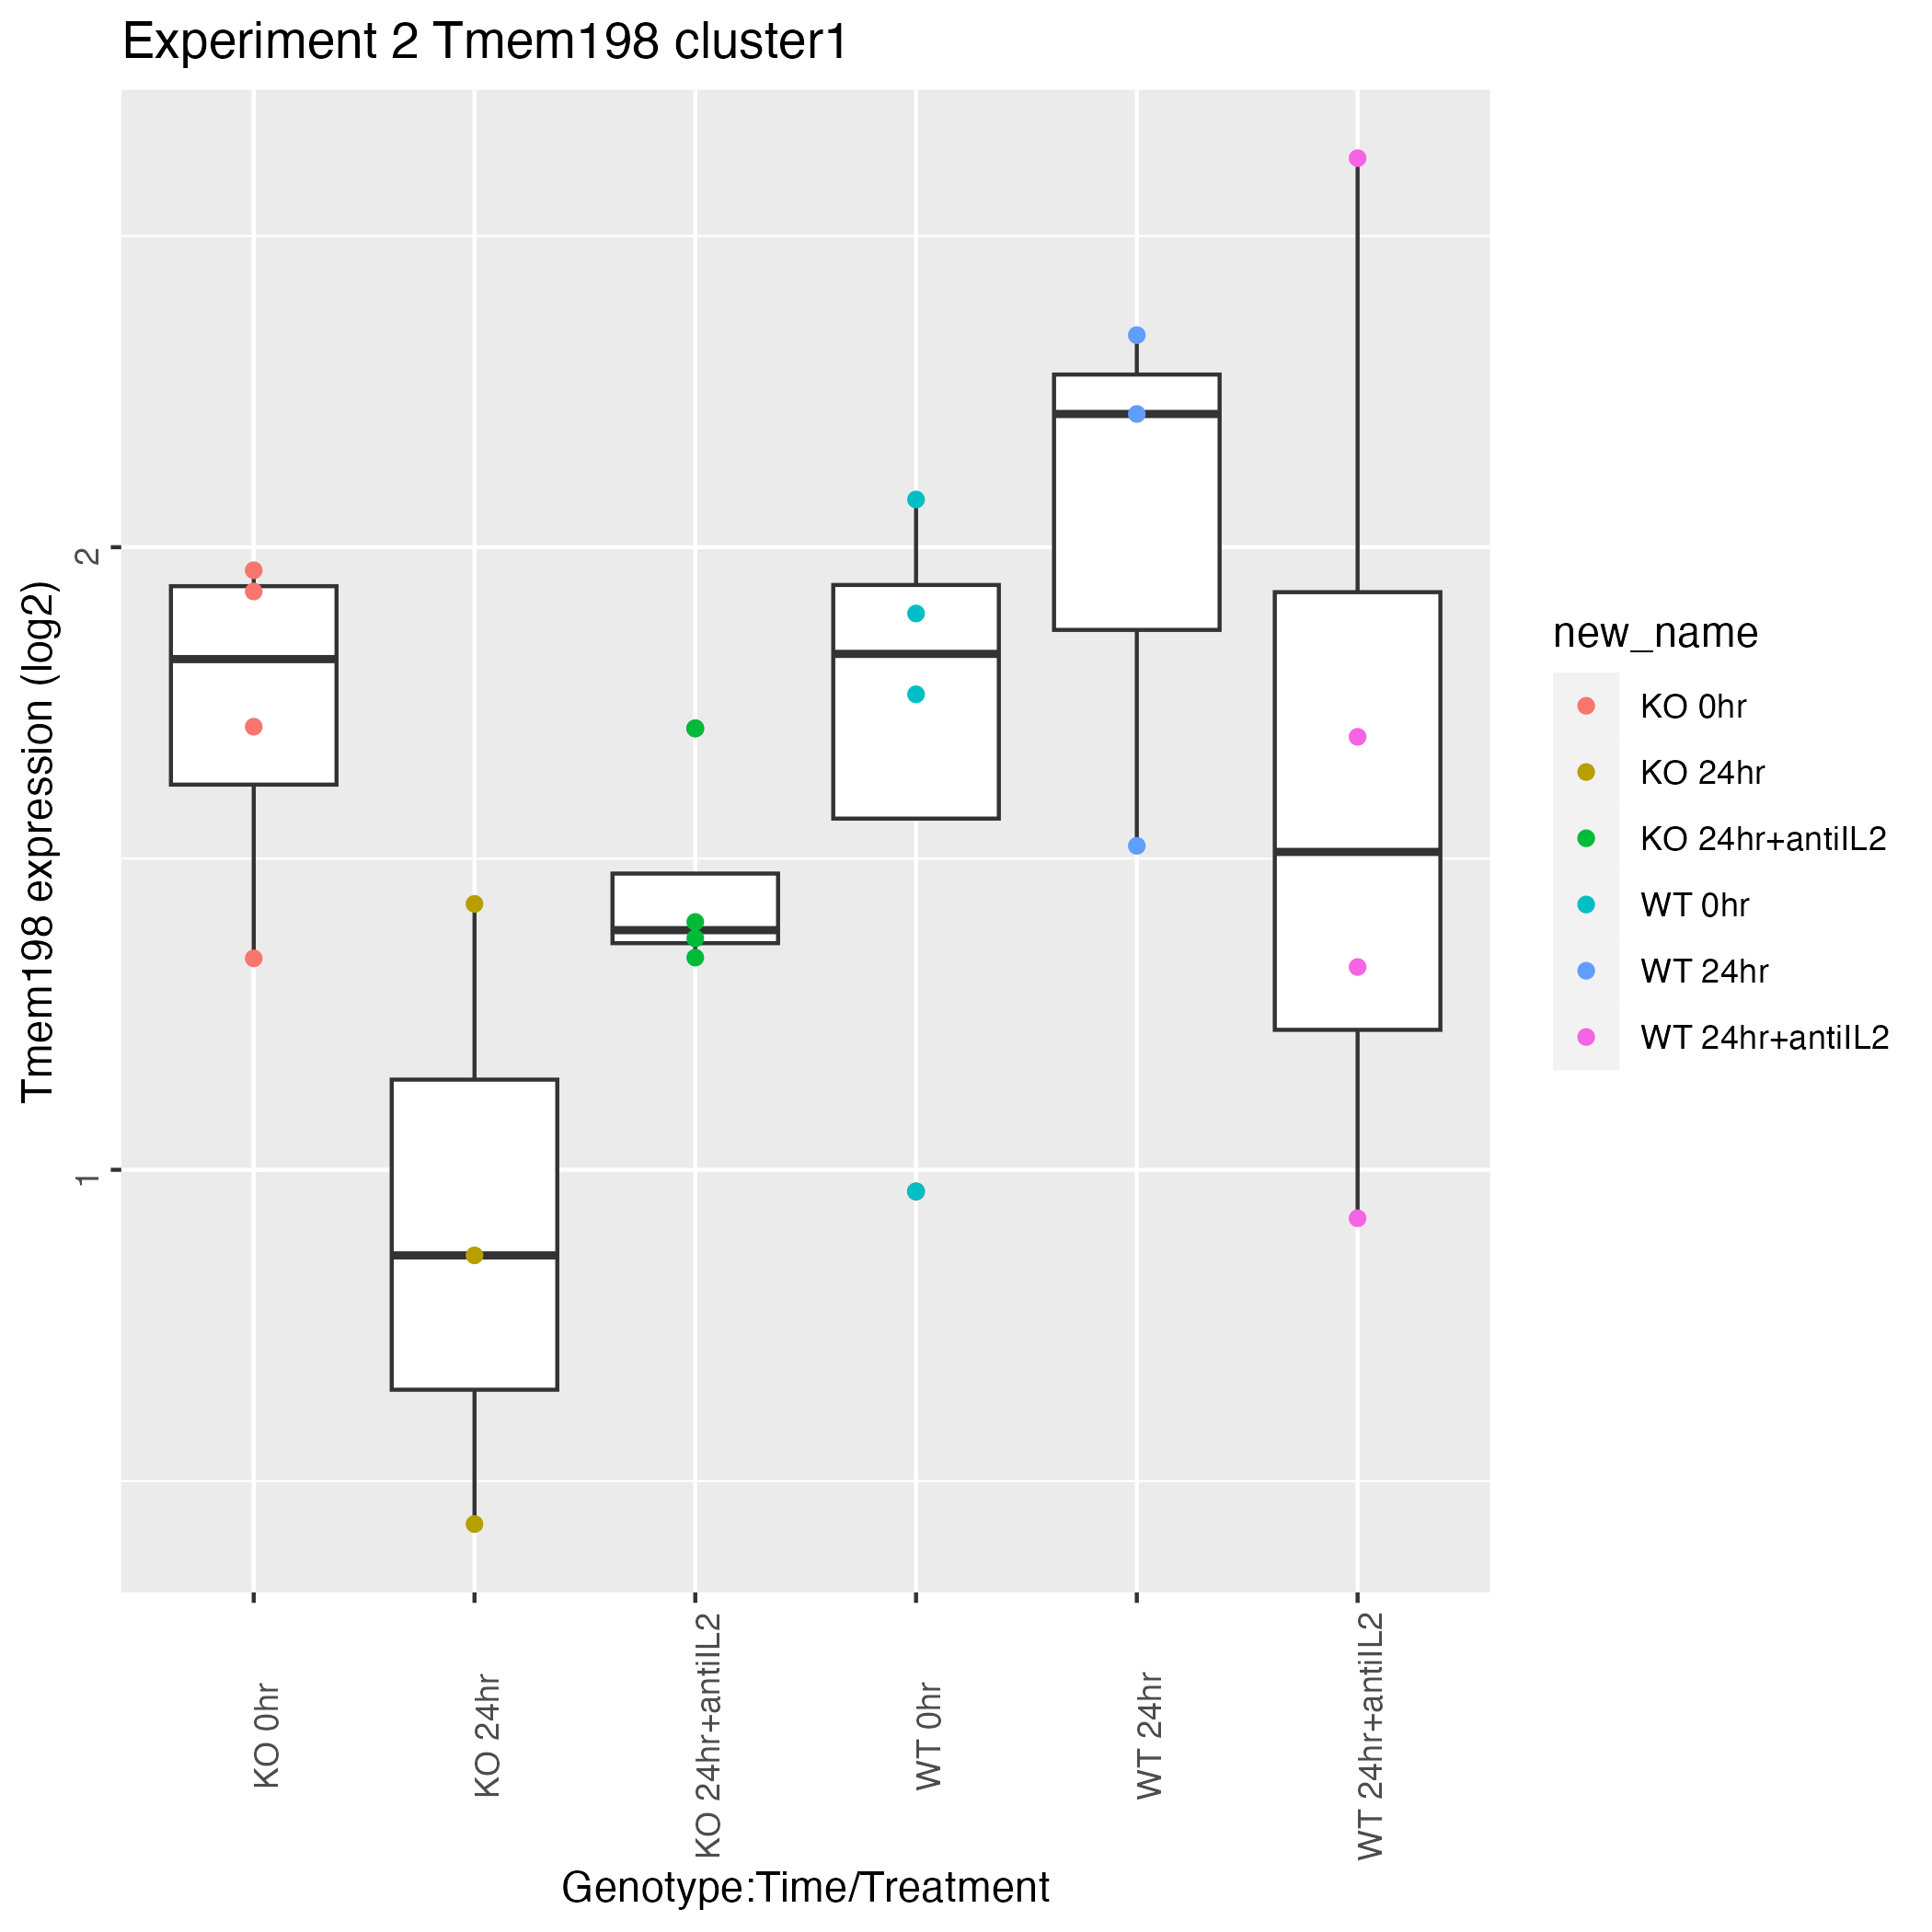 Experiment 2 Tmem198 cluster1
Tmem198 expression (log2)
2
1
KO 0hr
KO 24hr
KO 24hr+antiIL2
WT 0hr
WT 24hr
WT 24hr+antiIL2
Genotype:Time/Treatment
new_name
KO 0hr
KO 24hr
KO 24hr+antiIL2
WT 0hr
WT 24hr
WT 24hr+antiIL2